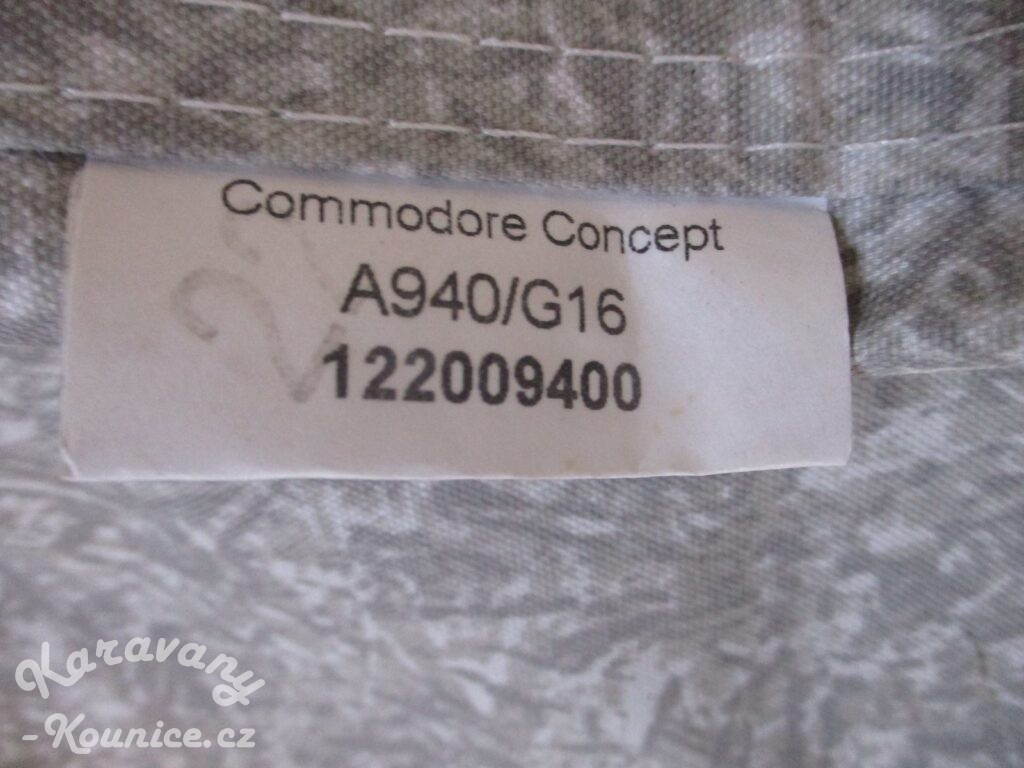 Commodore Concept
A940/G16
122009400
Karavany
-Kounice.cz